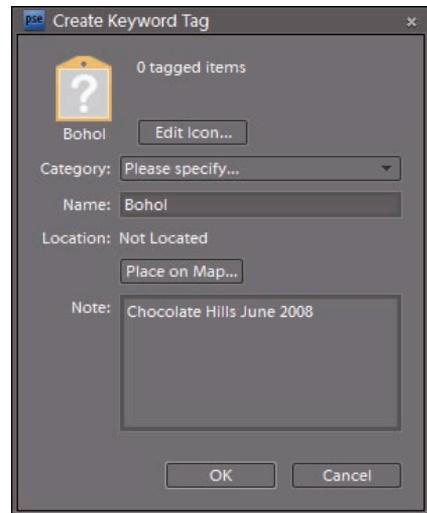 pse Create Keyword Tag x
0 tagged items
?
Bohol
Edit Icon...
Category: Please specify...
Name: Bohol
Location: Not Located
Place on Map...
Note: Chocolate Hills June 2008
OK Cancel